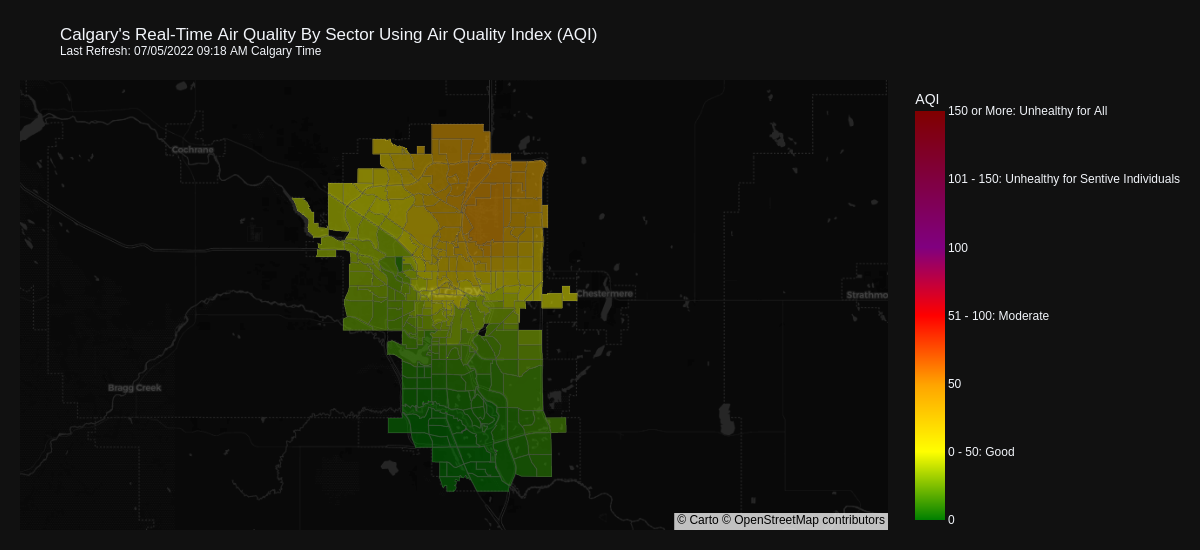 Calgary's Real-Time Air Quality By Sector Using Air Quality Index (AQI)
Last Refresh: 07/05/2022 09:18 AM Calgary Time
AQI
150 or More: Unhealthy for All
Cochrane
101 - 150: Unhealthy for Sentive Individuals
100
Chestermere
Strathmo
51 - 100: Moderate
50
Bragg Creek
0 - 50: Good
0
© Carto © OpenStreetMap contributors